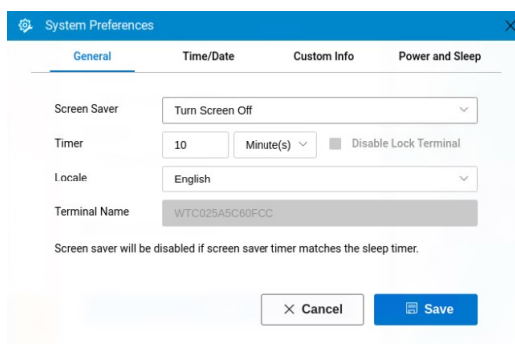 System Preferences
General Time/Date Custom Info Power and Sleep
Screen Saver Turn Screen Off
Timer 10 Minute(s) Disable Lock Terminal
Locale English
Terminal Name WTC025A5C60FCC
Screen saver will be disabled if screen saver timer matches the sleep timer.
Cancel Save